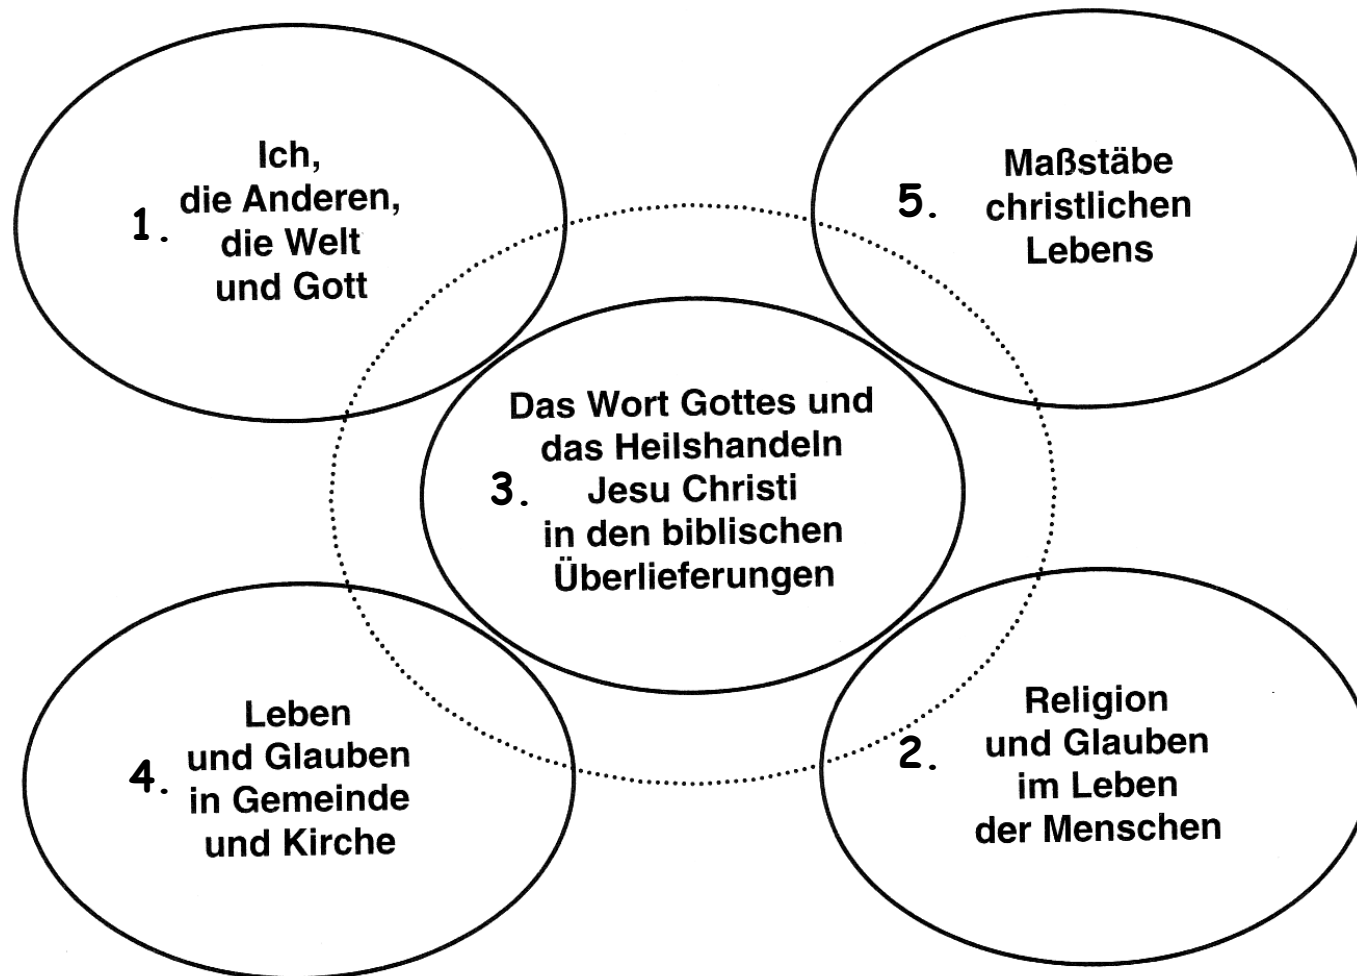 1. Ich,
die Anderen,
die Welt
und Gott
5. Maßstäbe
christlichen
Lebens
3. Das Wort Gottes und
das Heilshandeln
Jesu Christi
in den biblischen
Überlieferungen
4. Leben
und Glauben
in Gemeinde
und Kirche
2. Religion
und Glauben
im Leben
der Menschen